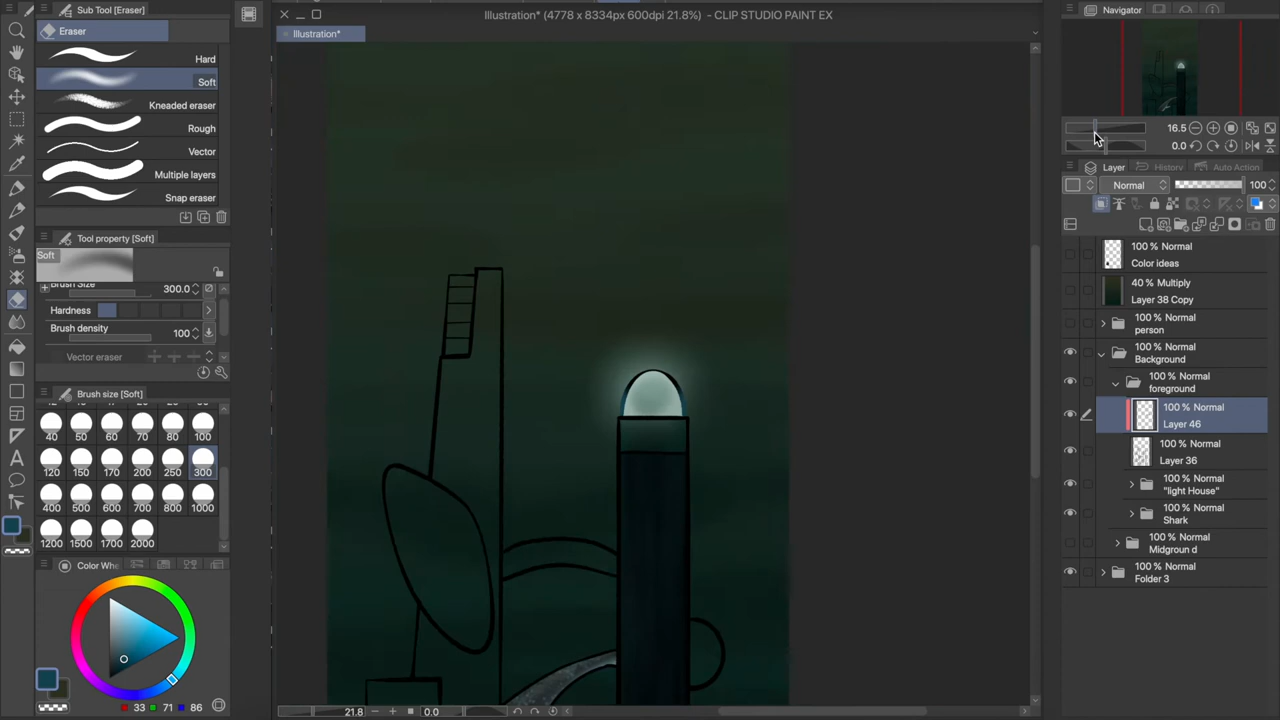 Sub Tool [Eraser]
Eraser
Hard
Soft
Kneaded eraser
Rough
Vector
Multiple layers
Snap eraser
Tool property [Soft]
Soft
Brush Size 300.0
Hardness
Brush density 100
Vector eraser
Brush size [Soft]
40 50 60 70 80 100
120 150 170 200 250 300
400 500 600 700 800 1000
1200 1500 1700 2000
Color Whe
33 71 86
Illustration* (4778 x 8334px 600dpi 21.8%) - CLIP STUDIO PAINT EX
Illustration*
21.8 0.0
Navigator
16.5
0.0
Layer History Auto Action
Normal 100
100 % Normal
Color ideas
40 % Multiply
Layer 38 Copy
100 % Normal
person
100 % Normal
Background
100 % Normal
foreground
100 % Normal
Layer 46
100 % Normal
Layer 36
100 % Normal
"light House"
100 % Normal
Shark
100 % Normal
Midgroun d
100 % Normal
Folder 3